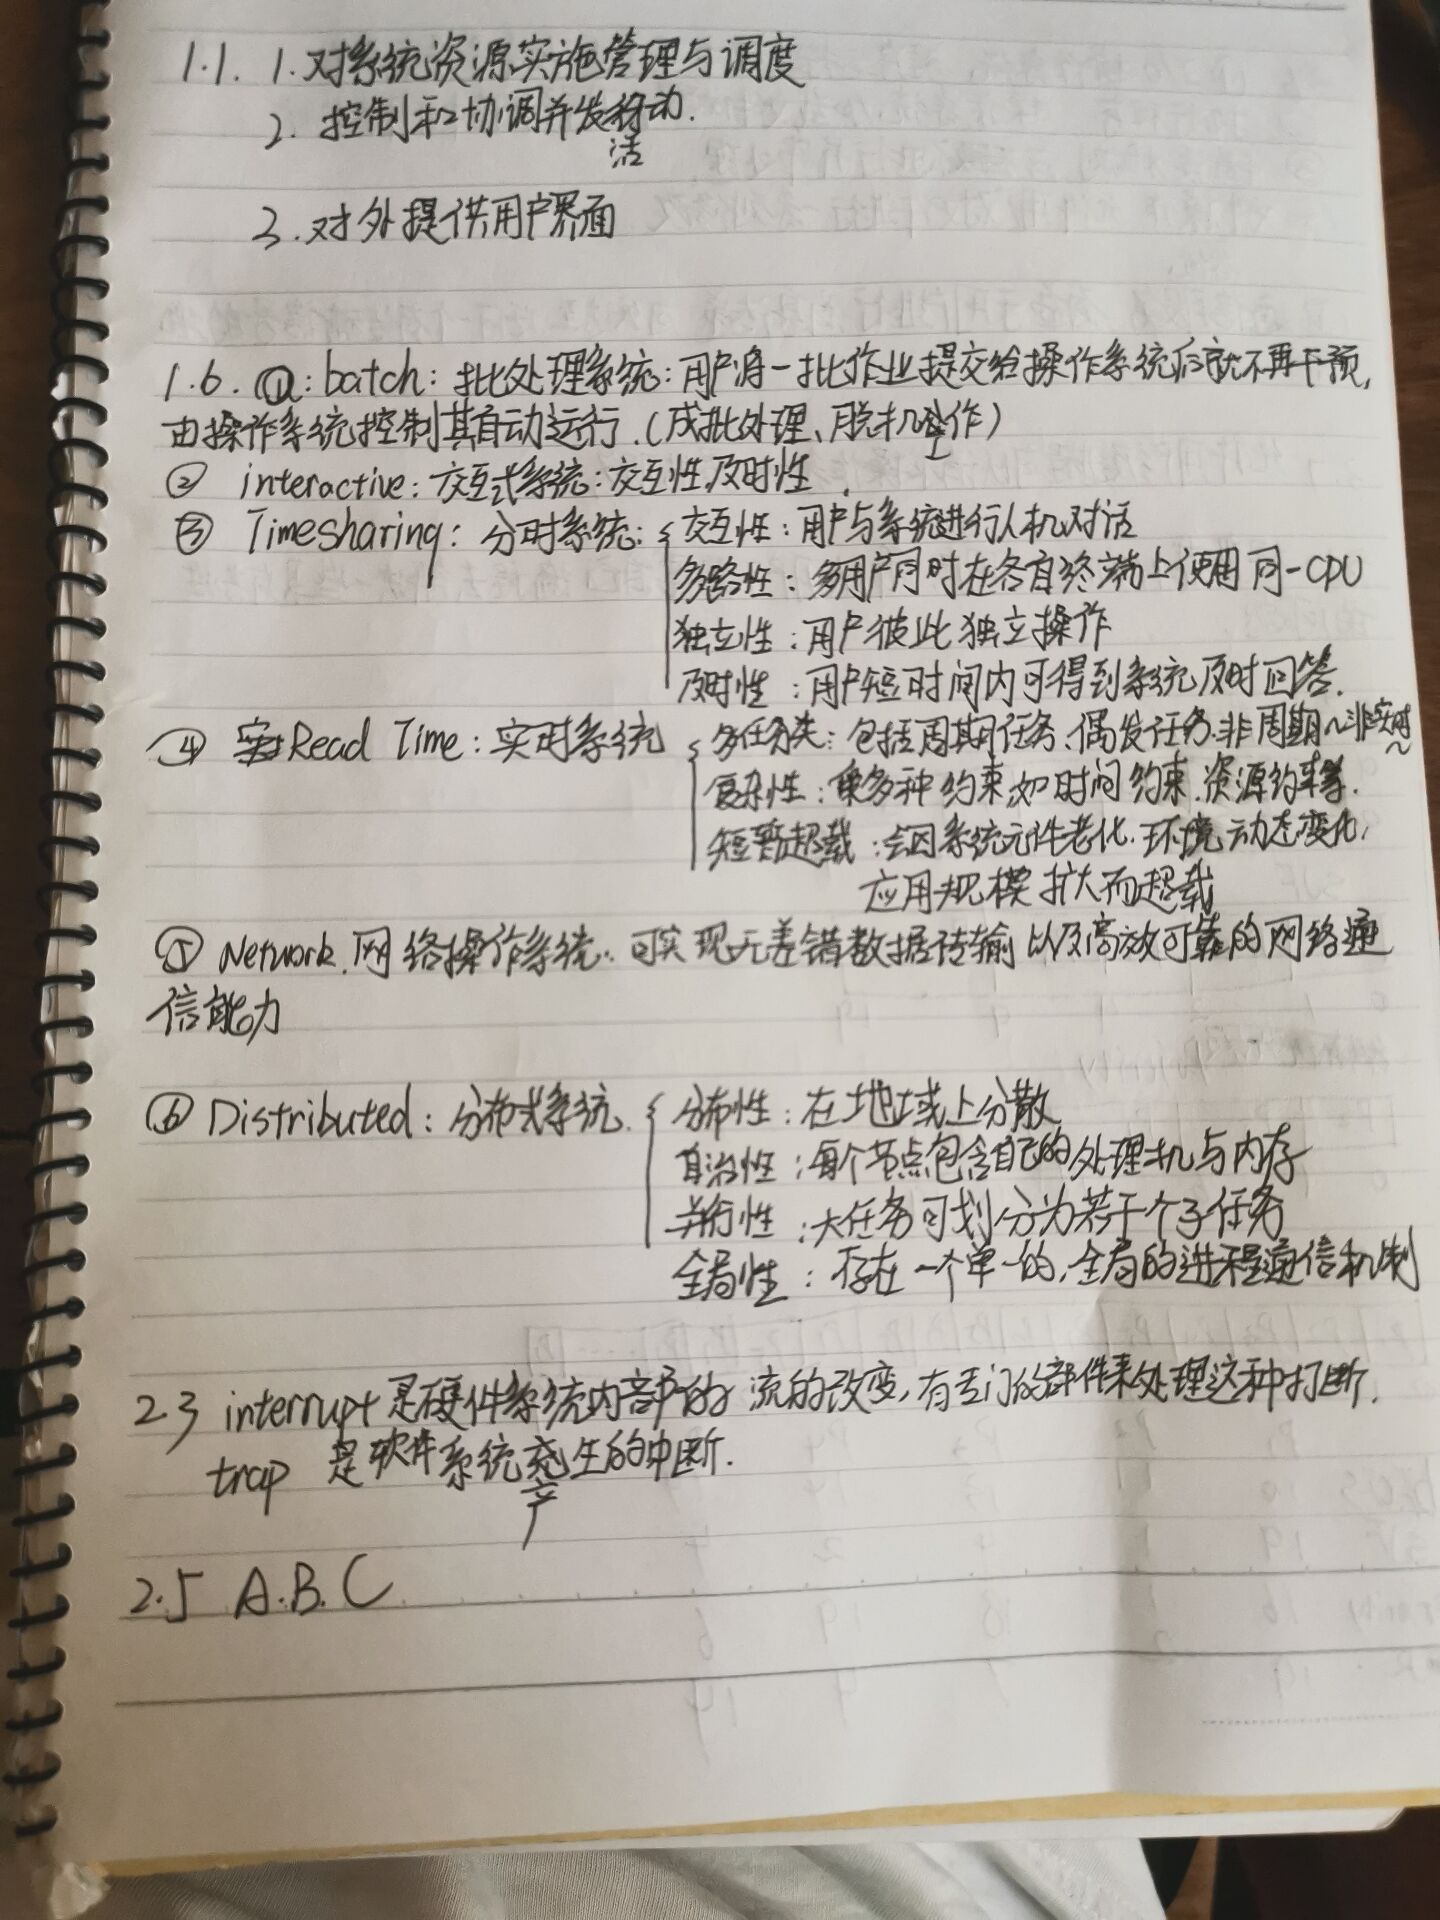 1.1. 1.对系统资源实施管理与调度
2. 控制和协调并发活动.
3.对外提供用户界面
1.6. ①: batch: 批处理系统: 用户将一批作业提交给操作系统后就不再干预,
由操作系统控制其自动运行.(成批处理、脱机工作)
② interactive: 交互式系统: 交互性,及时性.
③ Timesharing: 分时系统: { 交互性: 用户与系统进行人机对话
多路性: 多用户同时在各自终端上使用同一CPU
独立性: 用户彼此独立操作
及时性: 用户短时间内可得到系统及时回答.
④ Read Time: 实时系统 { 多任务类: 包括周期任务、偶发任务.非周期~非实时~
复杂性: 多种约束,如时间约束.资源约束等.
短暂超载: 会因系统元件老化.环境动态变化,
应用规模扩大而超载
⑤ Network.网络操作系统: 可实现无差错数据传输以及高效可靠的网络通
信能力
⑥ Distributed: 分布式系统. { 分布性: 在地域上分散
自治性: 每个节点包含自己的处理机与内存
并行性: 大任务可划分为若干个子任务
全局性: 存在一个单一的,全局的进程通信机制
2.3 interrupt是硬件系统内部的 流的改变,有专门的部件来处理这种打断.
trap 是软件系统产生的中断.
2.5 A.B.C